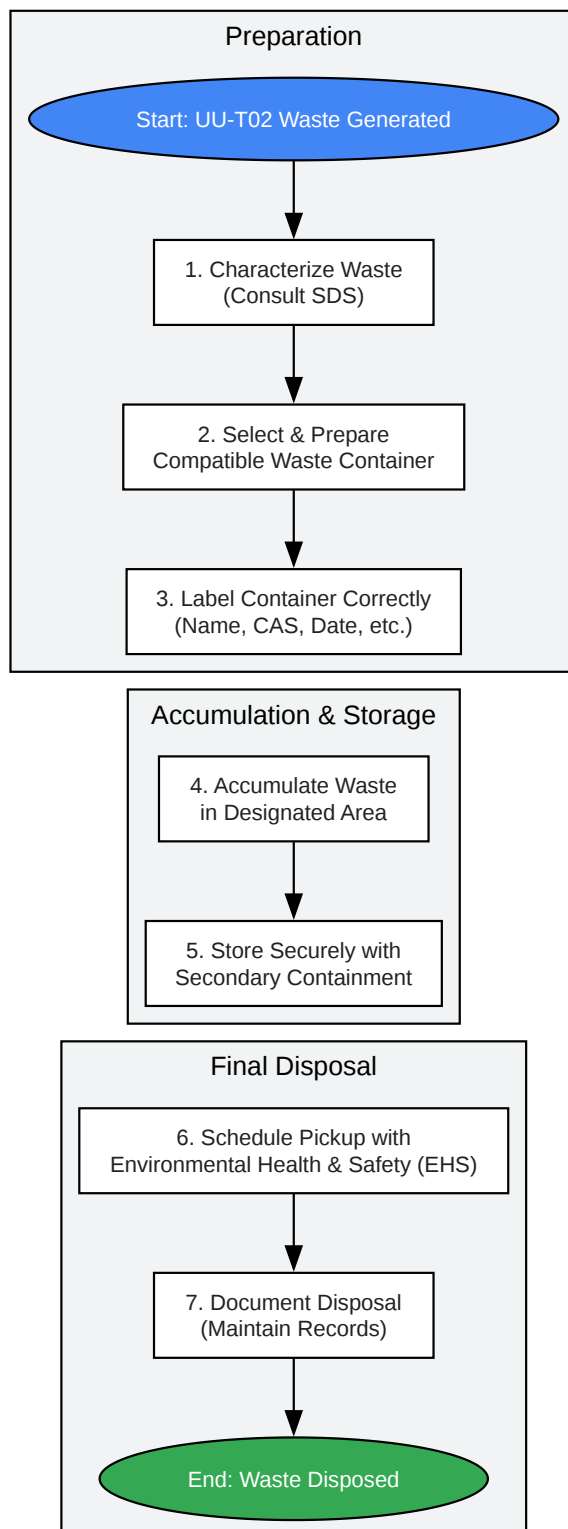 Preparation
Start: UU-T02 Waste Generated
1. Characterize Waste
(Consult SDS)
2. Select & Prepare
Compatible Waste Container
3. Label Container Correctly
(Name, CAS, Date, etc.)
Accumulation & Storage
4. Accumulate Waste
in Designated Area
5. Store Securely with
Secondary Containment
Final Disposal
6. Schedule Pickup with
Environmental Health & Safety (EHS)
7. Document Disposal
(Maintain Records)
End: Waste Disposed